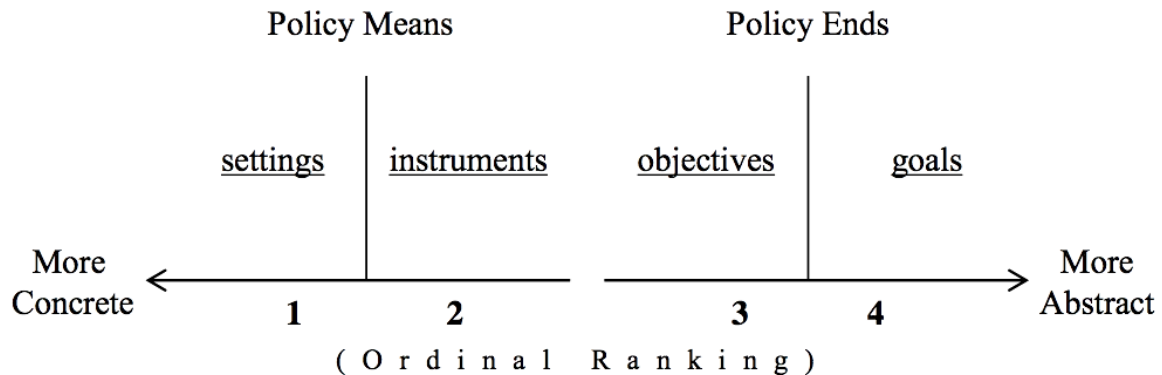 Policy Means
Policy Ends
settings
instruments
objectives
goals
More
Concrete
More
Abstract
1
2
3
4
( O r d i n a l R a n k i n g )